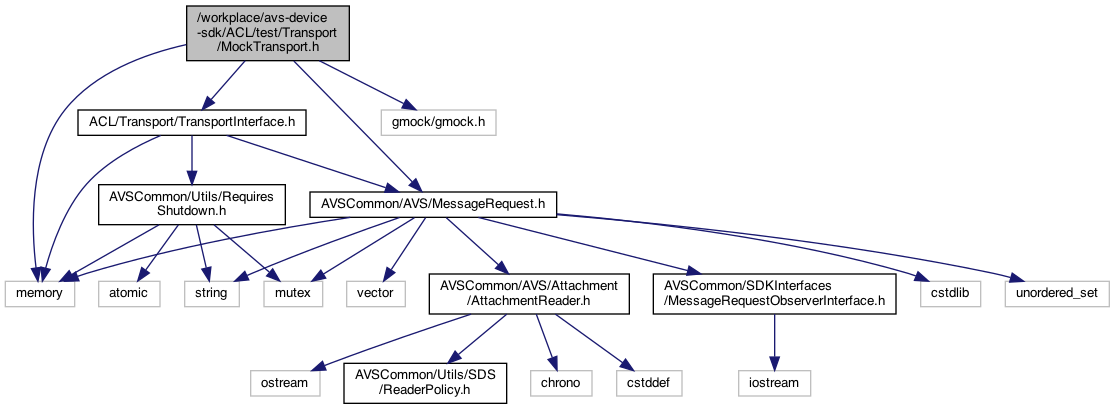 /workplace/avs-device
-sdk/ACL/test/Transport
/MockTransport.h
ACL/Transport/TransportInterface.h
gmock/gmock.h
AVSCommon/Utils/Requires
Shutdown.h
AVSCommon/AVS/MessageRequest.h
memory
atomic
string
mutex
vector
AVSCommon/AVS/Attachment
/AttachmentReader.h
AVSCommon/SDKInterfaces
/MessageRequestObserverInterface.h
cstdlib
unordered_set
ostream
AVSCommon/Utils/SDS
/ReaderPolicy.h
chrono
cstddef
iostream